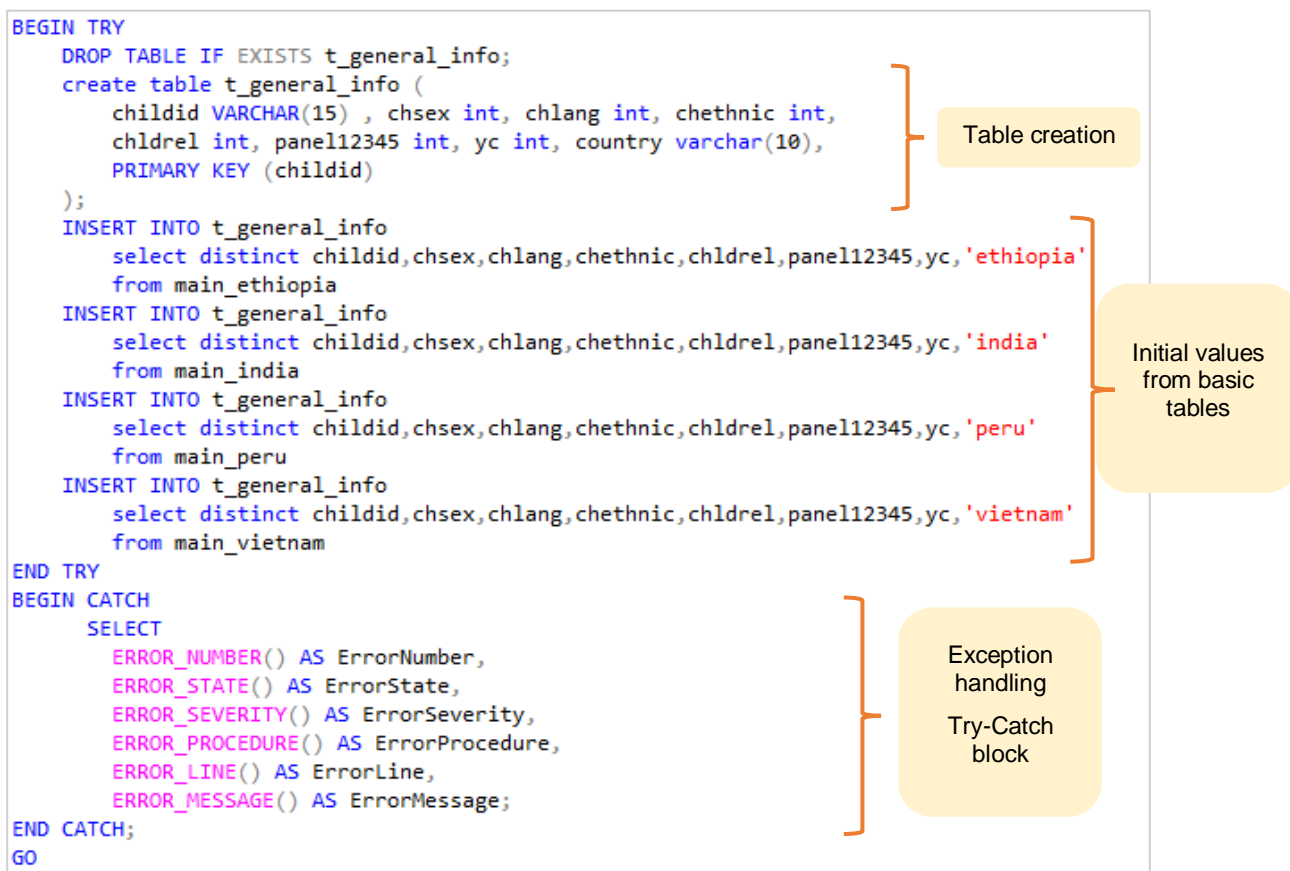 BEGIN TRY
DROP TABLE IF EXISTS t_general_info;
create table t_general_info (
childid VARCHAR(15) , chsex int, chlang int, chethnic int,
chldrel int, panel12345 int, yc int, country varchar(10),
PRIMARY KEY (childid)
);
Table creation
INSERT INTO t_general_info
select distinct childid,chsex,chlang,chethnic,chldrel,panel12345,yc,'ethiopia'
from main_ethiopia
INSERT INTO t_general_info
select distinct childid,chsex,chlang,chethnic,chldrel,panel12345,yc,'india'
from main_india
INSERT INTO t_general_info
select distinct childid,chsex,chlang,chethnic,chldrel,panel12345,yc,'peru'
from main_peru
INSERT INTO t_general_info
select distinct childid,chsex,chlang,chethnic,chldrel,panel12345,yc,'vietnam'
from main_vietnam
Initial values
from basic
tables
END TRY
BEGIN CATCH
SELECT
ERROR_NUMBER() AS ErrorNumber,
ERROR_STATE() AS ErrorState,
ERROR_SEVERITY() AS ErrorSeverity,
ERROR_PROCEDURE() AS ErrorProcedure,
ERROR_LINE() AS ErrorLine,
ERROR_MESSAGE() AS ErrorMessage;
END CATCH;
GO
Exception
handling
Try-Catch
block